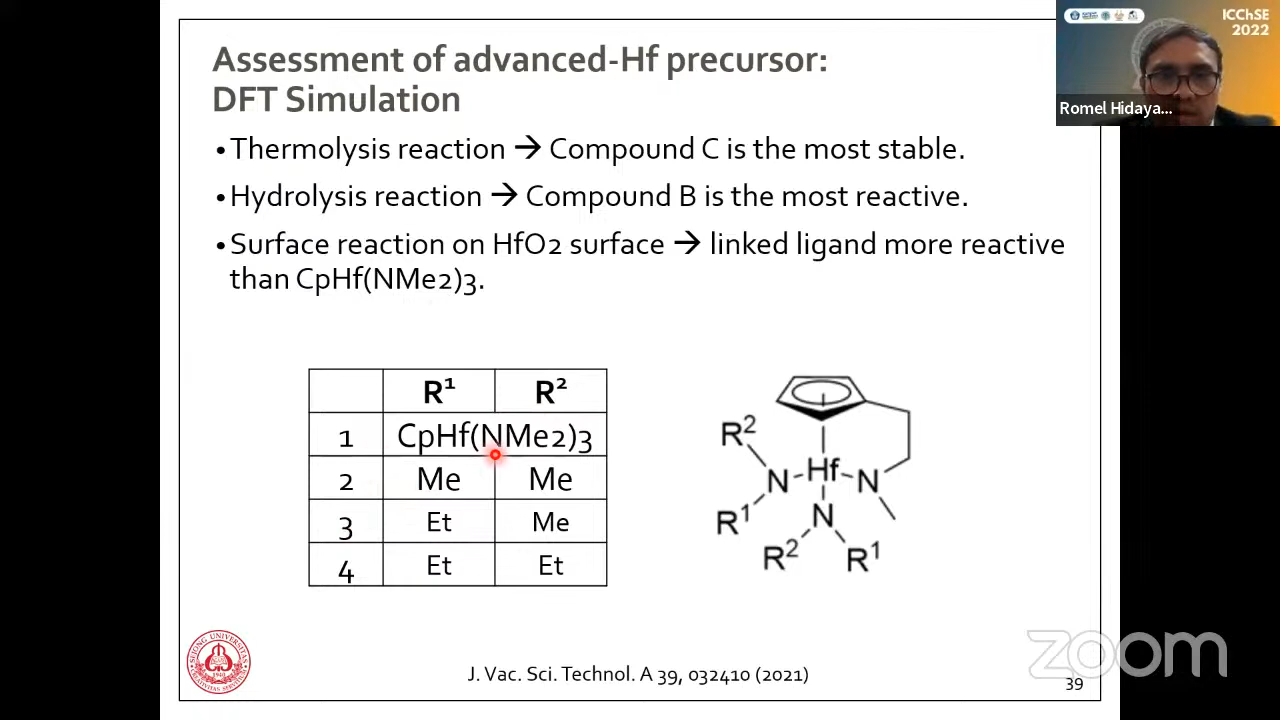 Assessment of advanced-Hf precursor:
DFT Simulation
•Thermolysis reaction → Compound C is the most stable.
•Hydrolysis reaction → Compound B is the most reactive.
•Surface reaction on HfO2 surface → linked ligand more reactive
than CpHf(NMe2)3.
R¹ R²
1 CpHf(NMe2)3
2 Me Me
3 Et Me
4 Et Et
R²
Hf
N N
R¹ N
R² R¹
J. Vac. Sci. Technol. A 39, 032410 (2021)
39
zoom
ICChSE
2022
Romel Hidaya...
SEJONG UNIVERSITAS
1940